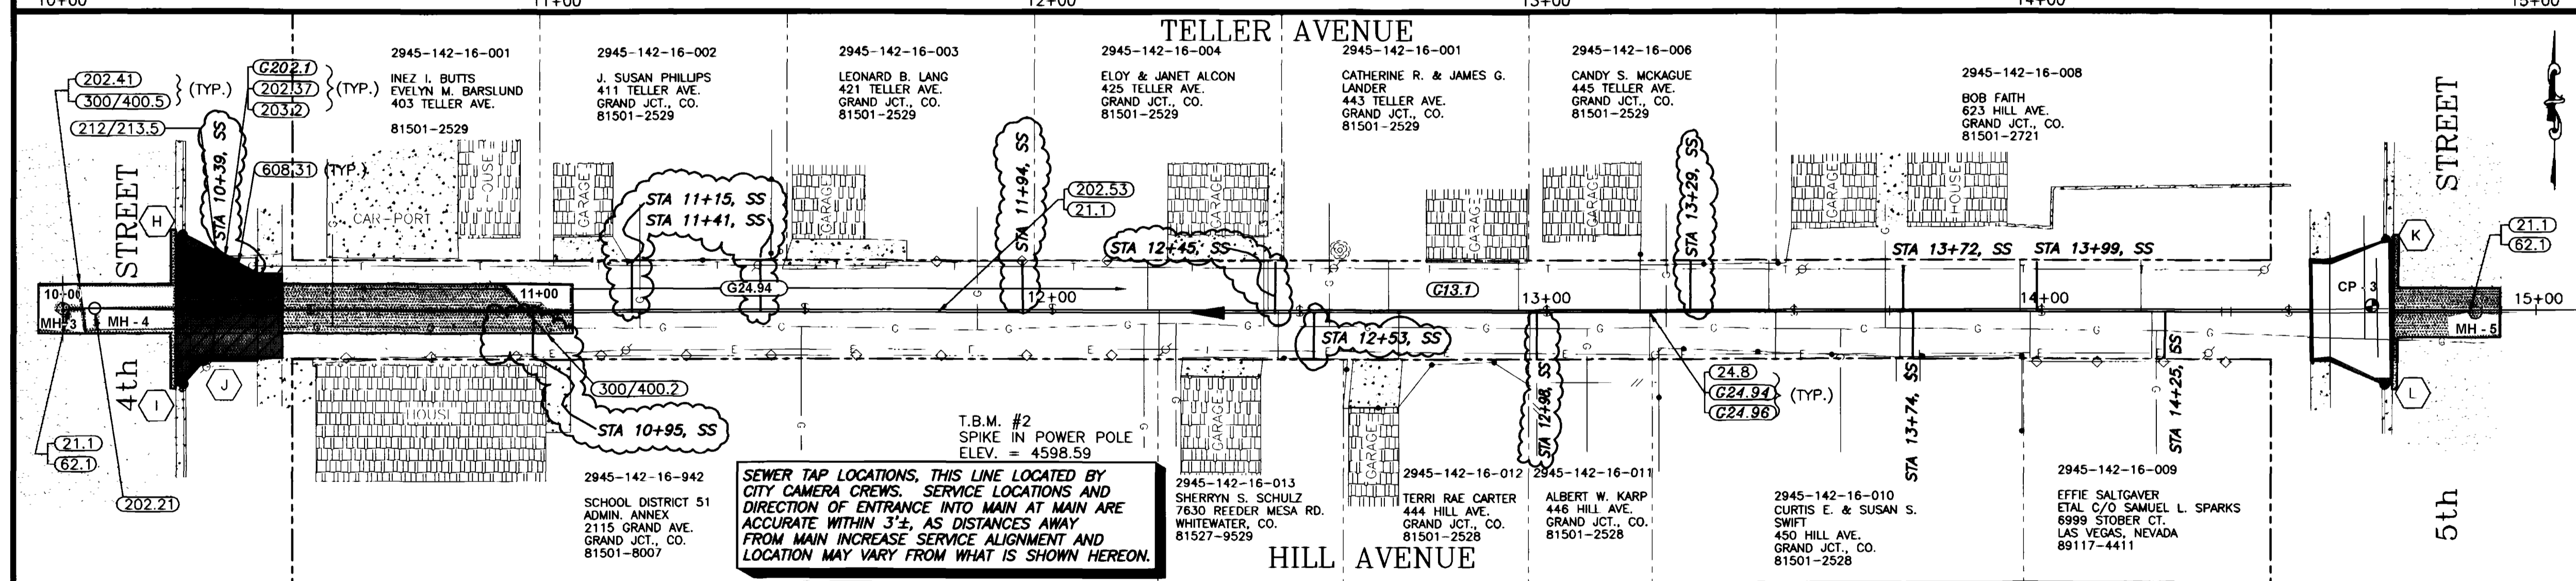 10+00
11+00
12+00
13+00
14+00
15+00
TELLER AVENUE
2945-142-16-001
INEZ I. BUTTS
EVELYN M. BARSLUND
403 TELLER AVE.
81501-2529
2945-142-16-002
J. SUSAN PHILLIPS
411 TELLER AVE.
GRAND JCT., CO.
81501-2529
2945-142-16-003
LEONARD B. LANG
421 TELLER AVE.
GRAND JCT., CO.
81501-2529
2945-142-16-004
ELOY & JANET ALCON
425 TELLER AVE.
GRAND JCT., CO.
81501-2529
2945-142-16-001
CATHERINE R. & JAMES G.
LANDER
443 TELLER AVE.
GRAND JCT., CO.
81501-2529
2945-142-16-006
CANDY S. MCKAGUE
445 TELLER AVE.
GRAND JCT., CO.
81501-2529
2945-142-16-008
BOB FAITH
623 HILL AVE.
GRAND JCT., CO.
81501-2721
202.41
300/400.5
(TYP.)
G202.1
202.37
203.2
(TYP.)
212/213.5
608.31 (TYP.)
STA 10+39, SS
4th STREET
H
I
J
CAR-PORT
HOUSE
GARAGE
STA 11+15, SS
STA 11+41, SS
GARAGE
STA 11+94, SS
202.53
21.1
GARAGE
STA 12+45, SS
GARAGE
GARAGE
STA 13+29, SS
GARAGE
HOUSE
STA 13+72, SS
STA 13+99, SS
5th STREET
K
L
21.1
62.1
10+00
11+00
12+00
13+00
14+00
15+00
MH-3
MH-4
G24.94
G13.1
CP-3
MH-5
STA 12+53, SS
300/400.2
STA 10+95, SS
24.8
G24.94
G24.96
(TYP.)
STA 12+98, SS
STA 13+74, SS
STA 14+25, SS
GARAGE
GARAGE
21.1
62.1
202.21
T.B.M. #2
SPIKE IN POWER POLE
ELEV. = 4598.59
2945-142-16-942
SCHOOL DISTRICT 51
ADMIN. ANNEX
2115 GRAND AVE.
GRAND JCT., CO.
81501-8007
SEWER TAP LOCATIONS, THIS LINE LOCATED BY
CITY CAMERA CREWS. SERVICE LOCATIONS AND
DIRECTION OF ENTRANCE INTO MAIN AT MAIN ARE
ACCURATE WITHIN 3'±, AS DISTANCES AWAY
FROM MAIN INCREASE SERVICE ALIGNMENT AND
LOCATION MAY VARY FROM WHAT IS SHOWN HEREON.
2945-142-16-013
SHERRYN S. SCHULZ
7630 REEDER MESA RD.
WHITEWATER, CO.
81527-9529
2945-142-16-012
TERRI RAE CARTER
444 HILL AVE.
GRAND JCT., CO.
81501-2528
2945-142-16-011
ALBERT W. KARP
446 HILL AVE.
GRAND JCT., CO.
81501-2528
2945-142-16-010
CURTIS E. & SUSAN S.
SWIFT
450 HILL AVE.
GRAND JCT., CO.
81501-2528
2945-142-16-009
EFFIE SALTGAVER
ETAL C/O SAMUEL L. SPARKS
6999 STOBER CT.
LAS VEGAS, NEVADA
89117-4411
HILL AVENUE